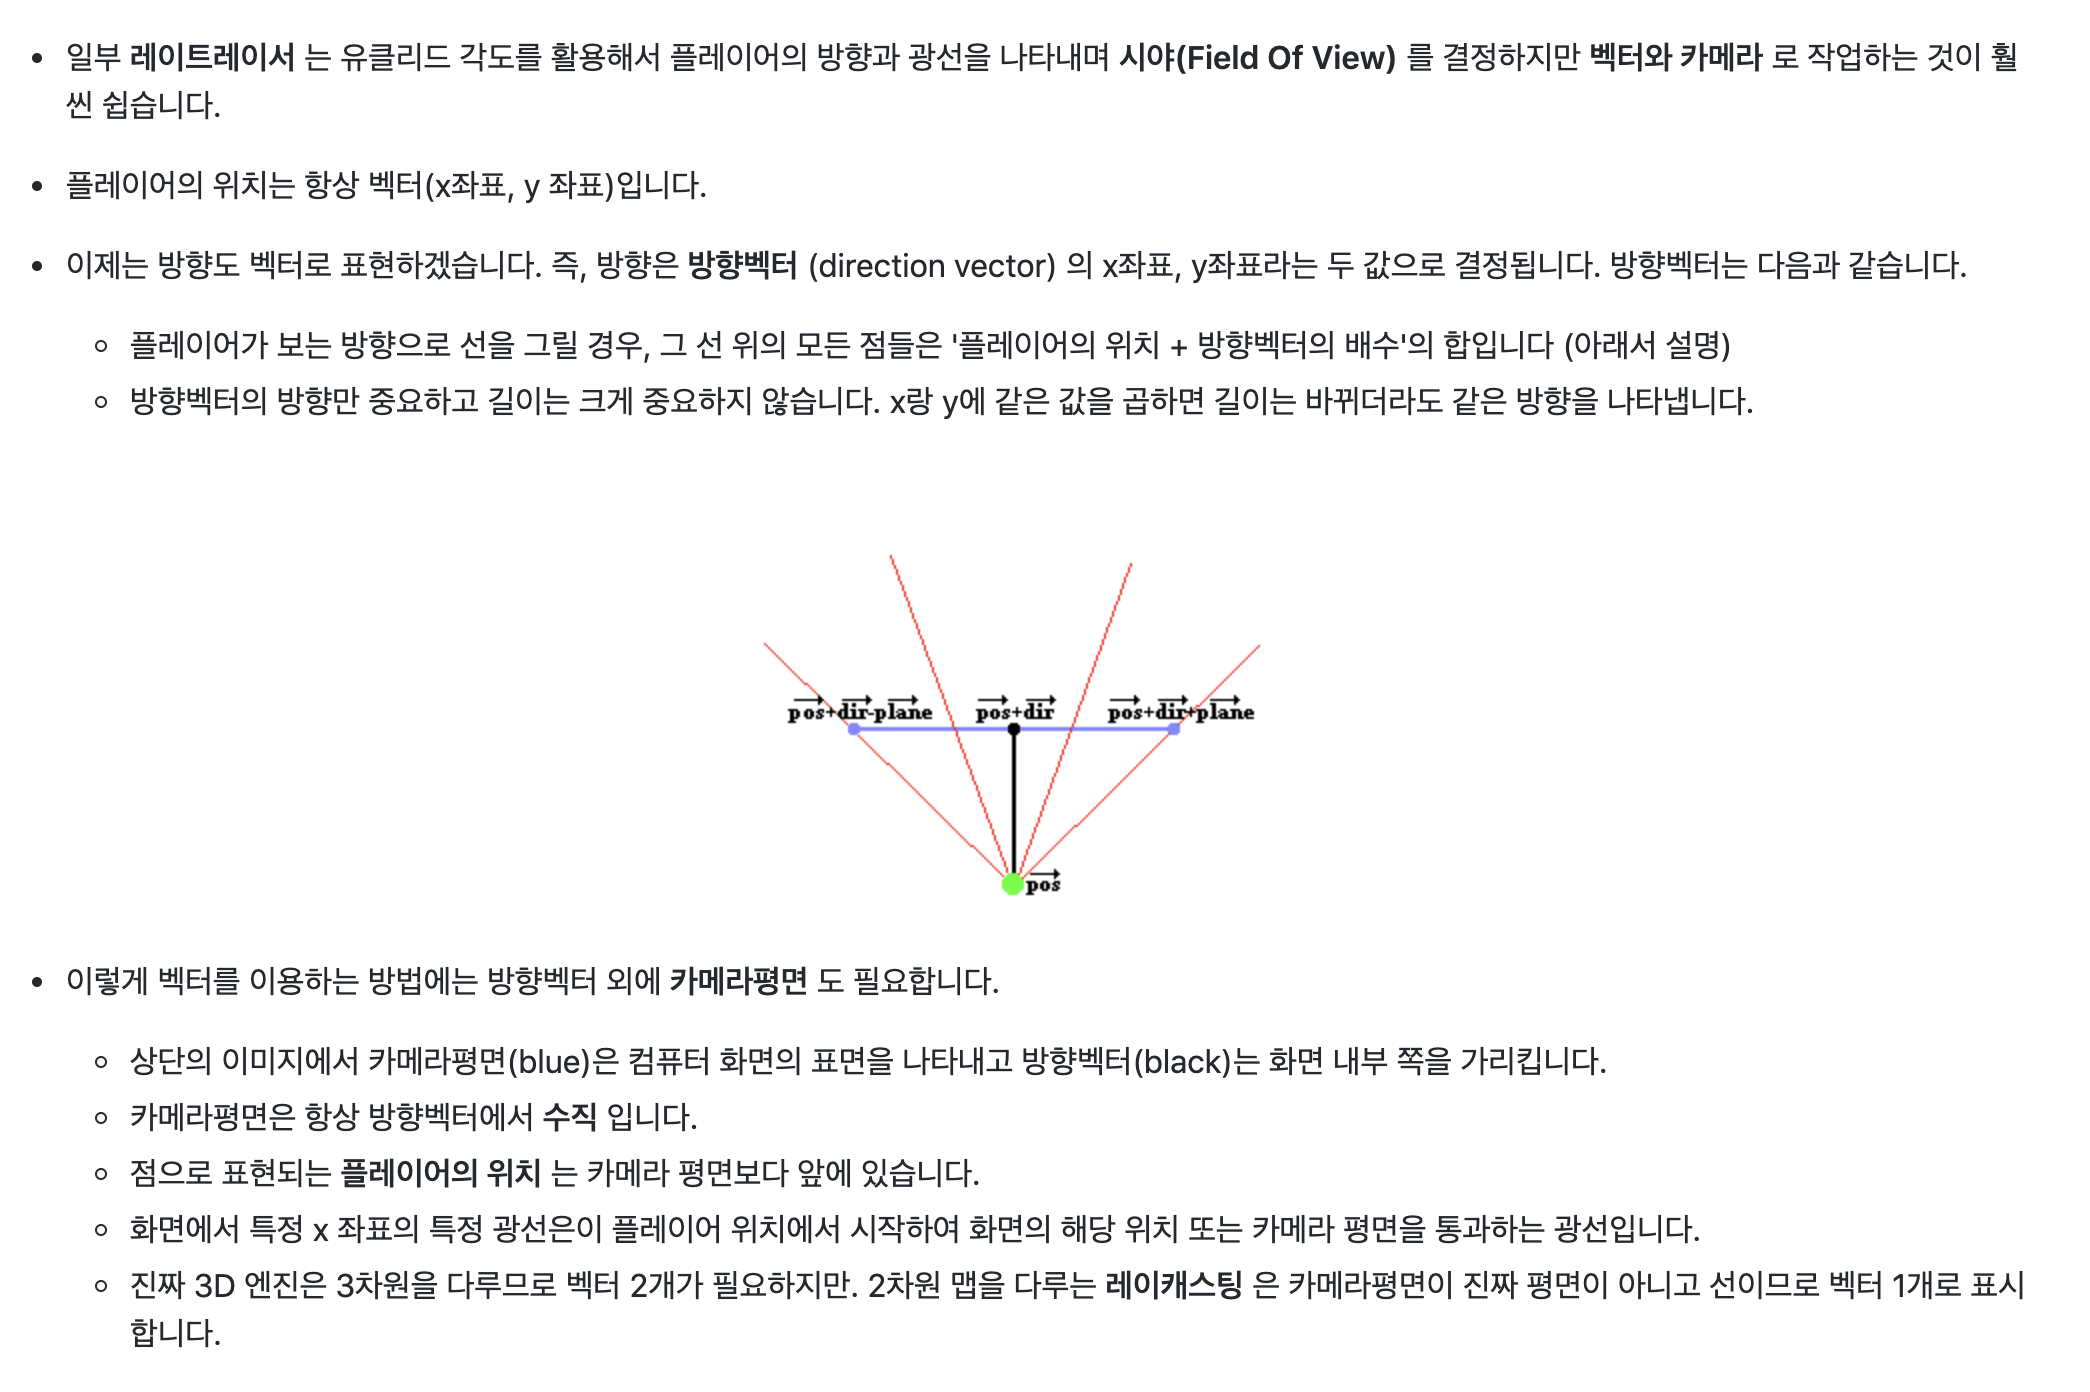 일부 레이트레이서 는 유클리드 각도를 활용해서 플레이어의 방향과 광선을 나타내며 시야(Field Of View) 를 결정하지만 벡터와 카메라 로 작업하는 것이 훨
씬 쉽습니다.
플레이어의 위치는 항상 벡터(x좌표, y 좌표)입니다.
이제는 방향도 벡터로 표현하겠습니다. 즉, 방향은 방향벡터 (direction vector) 의 x좌표, y좌표라는 두 값으로 결정됩니다. 방향벡터는 다음과 같습니다.
플레이어가 보는 방향으로 선을 그릴 경우, 그 선 위의 모든 점들은 '플레이어의 위치 + 방향벡터의 배수'의 합입니다 (아래서 설명)
방향벡터의 방향만 중요하고 길이는 크게 중요하지 않습니다. x랑 y에 같은 값을 곱하면 길이는 바뀌더라도 같은 방향을 나타냅니다.
pos+dir-plane pos+dir pos+dir+plane
pos
이렇게 벡터를 이용하는 방법에는 방향벡터 외에 카메라평면 도 필요합니다.
상단의 이미지에서 카메라평면(blue)은 컴퓨터 화면의 표면을 나타내고 방향벡터(black)는 화면 내부 쪽을 가리킵니다.
카메라평면은 항상 방향벡터에서 수직 입니다.
점으로 표현되는 플레이어의 위치 는 카메라 평면보다 앞에 있습니다.
화면에서 특정 x 좌표의 특정 광선은이 플레이어 위치에서 시작하여 화면의 해당 위치 또는 카메라 평면을 통과하는 광선입니다.
진짜 3D 엔진은 3차원을 다루므로 벡터 2개가 필요하지만. 2차원 맵을 다루는 레이캐스팅 은 카메라평면이 진짜 평면이 아니고 선이므로 벡터 1개로 표시
합니다.